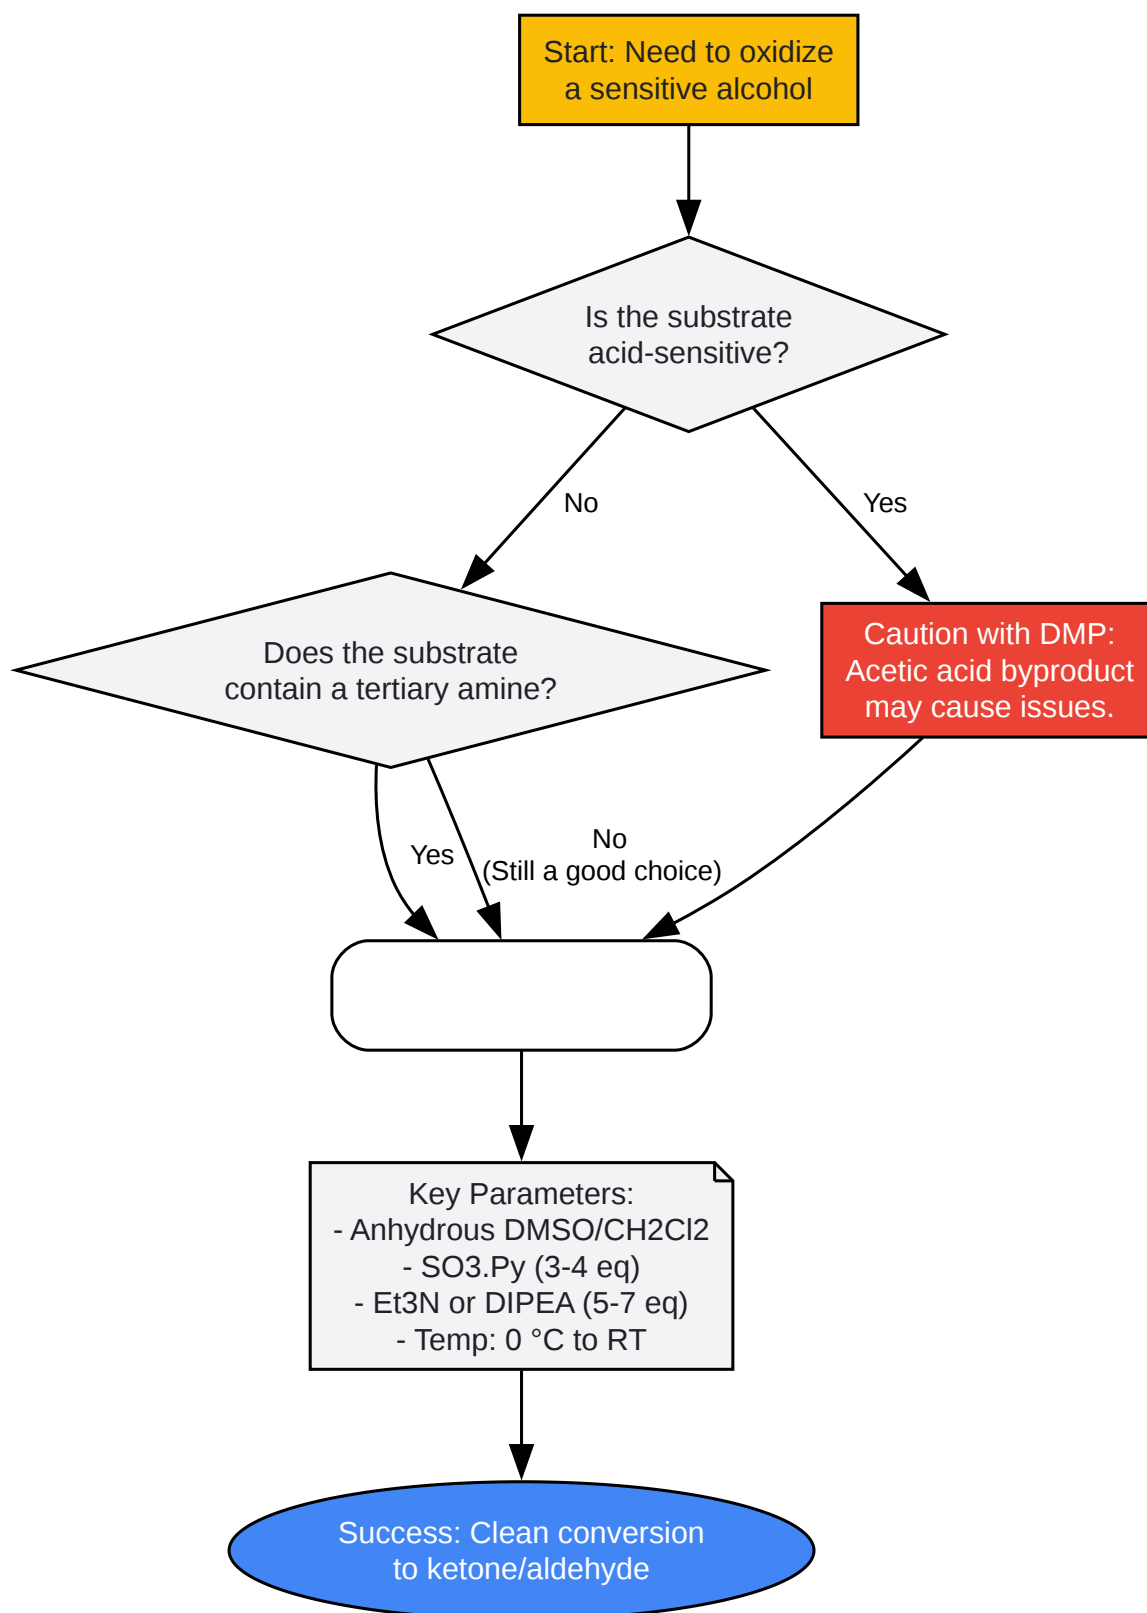 Start: Need to oxidize
a sensitive alcohol
Is the substrate
acid-sensitive?
No
Yes
Does the substrate
contain a tertiary amine?
Caution with DMP:
Acetic acid byproduct
may cause issues.
Yes
No
(Still a good choice)
Key Parameters:
- Anhydrous DMSO/CH2Cl2
- SO3.Py (3-4 eq)
- Et3N or DIPEA (5-7 eq)
- Temp: 0 °C to RT
Success: Clean conversion
to ketone/aldehyde